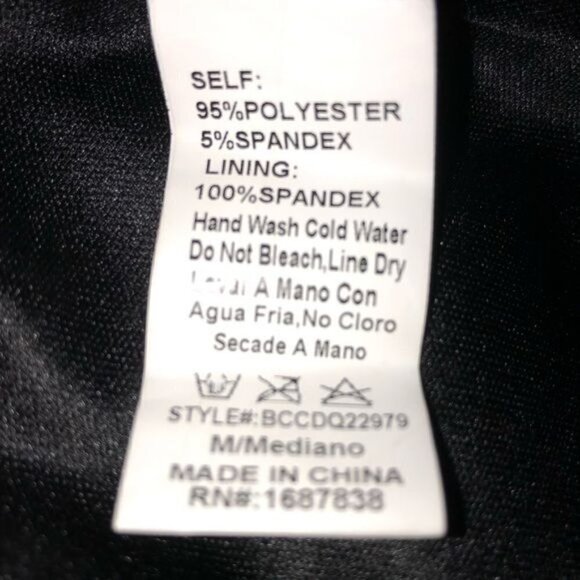 SELF:
95%POLYESTER
5%SPANDEX
LINING:
100%SPANDEX
Hand Wash Cold Water
Do Not Bleach,Line Dry
A Mano Con
Agua Fria,No Cloro
Secade A Mano
STYLE#:BCCDQ22979
M/Mediano
MADE IN CHINA
RN#:1687838